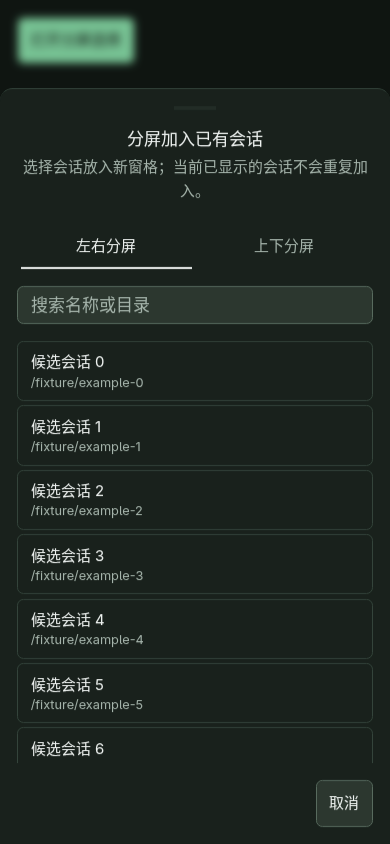 分屏加入已有会话
选择会话放入新窗格；当前已显示的会话不会重复加
入。
左右分屏
上下分屏
搜索名称或目录
候选会话 0
/fixture/example-0
候选会话 1
/fixture/example-1
候选会话 2
/fixture/example-2
候选会话 3
/fixture/example-3
候选会话 4
/fixture/example-4
候选会话 5
/fixture/example-5
候选会话 6
取消